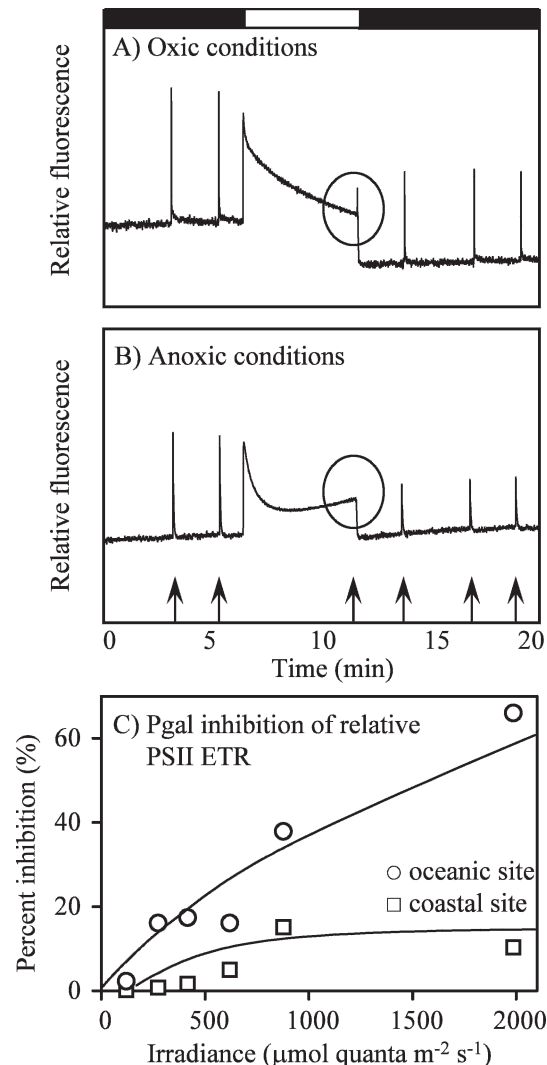 A) Oxic conditions
Relative fluorescence
B) Anoxic conditions
Relative fluorescence
0 5 10 15 20
Time (min)
C) Pgal inhibition of relative
PSII ETR
Percent inhibition (%)
60
40
20
0
oceanic site
coastal site
0 500 1000 1500 2000
Irradiance (μmol quanta m⁻² s⁻¹)